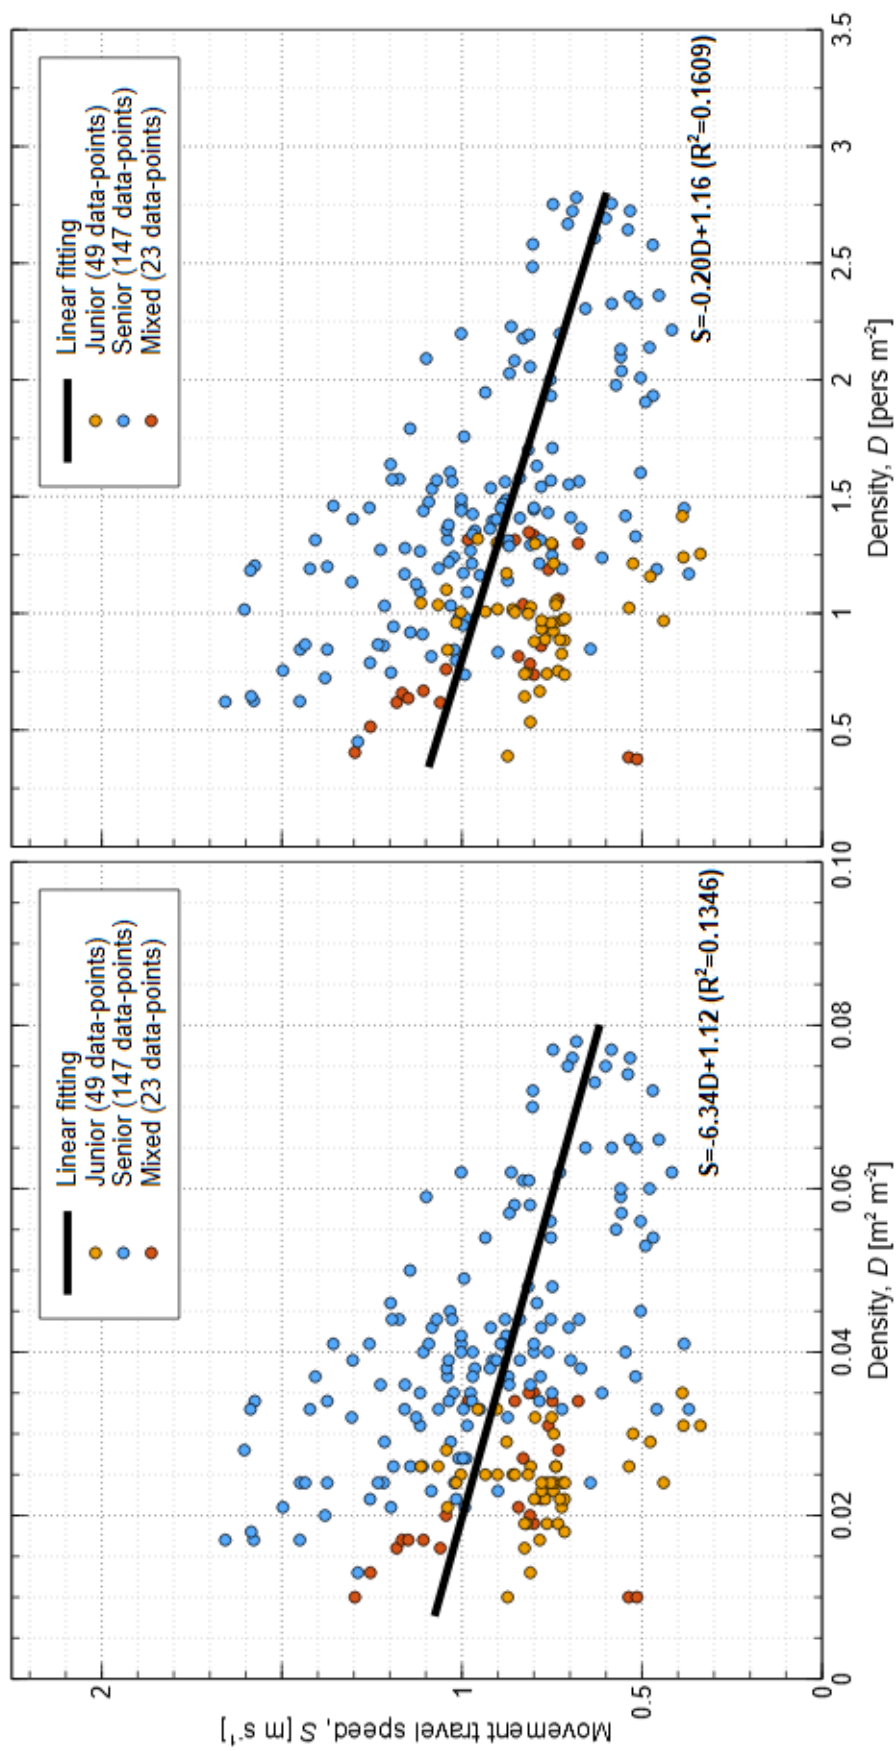 Linear fitting
Junior (49 data-points)
Senior (147 data-points)
Mixed (23 data-points)
S=-6.34D+1.12 (R²=0.1346)
2
1
0.5
Movement travel speed, S [m s⁻¹]
0
0.02
0.04
0.06
0.08
0.10
Density, D [m² m⁻²]
Linear fitting
Junior (49 data-points)
Senior (147 data-points)
Mixed (23 data-points)
S=-0.20D+1.16 (R²=0.1609)
0
0.5
1
1.5
2
2.5
3
3.5
Density, D [pers m⁻²]